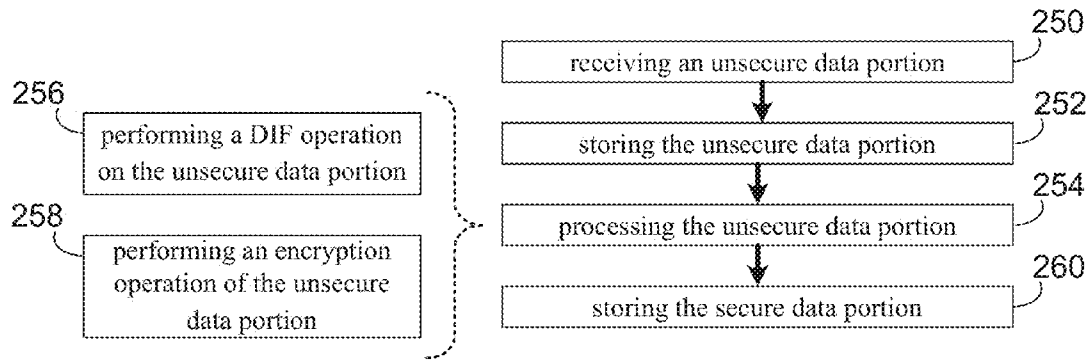 250
receiving an unsecure data portion
252
storing the unsecure data portion
254
processing the unsecure data portion
260
storing the secure data portion
256
performing a DIF operation
on the unsecure data portion
258
performing an encryption
operation of the unsecure
data portion